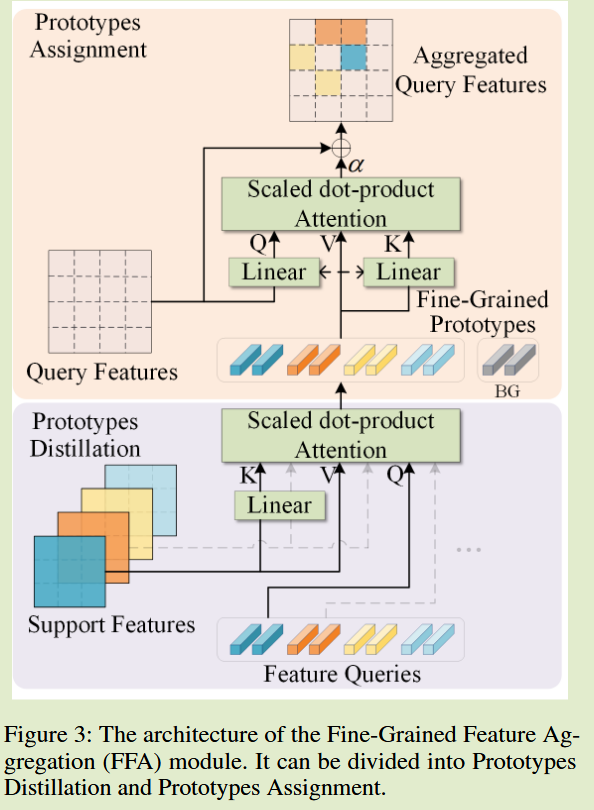 Prototypes
Assignment
Aggregated
Query Features
α
Scaled dot-product
Attention
Q
V
K
Linear
Linear
Fine-Grained
Prototypes
Query Features
BG
Prototypes
Distillation
Scaled dot-product
Attention
K
V
Q
Linear
...
Support Features
Feature Queries
Figure 3: The architecture of the Fine-Grained Feature Ag-
gregation (FFA) module. It can be divided into Prototypes
Distillation and Prototypes Assignment.